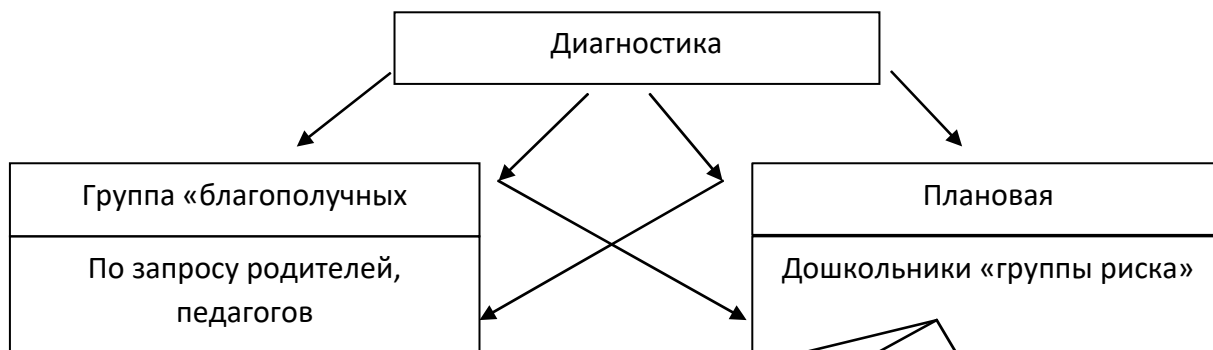 Диагностика
Группа «благополучных
Плановая
По запросу родителей,
педагогов
Дошкольники «группы риска»